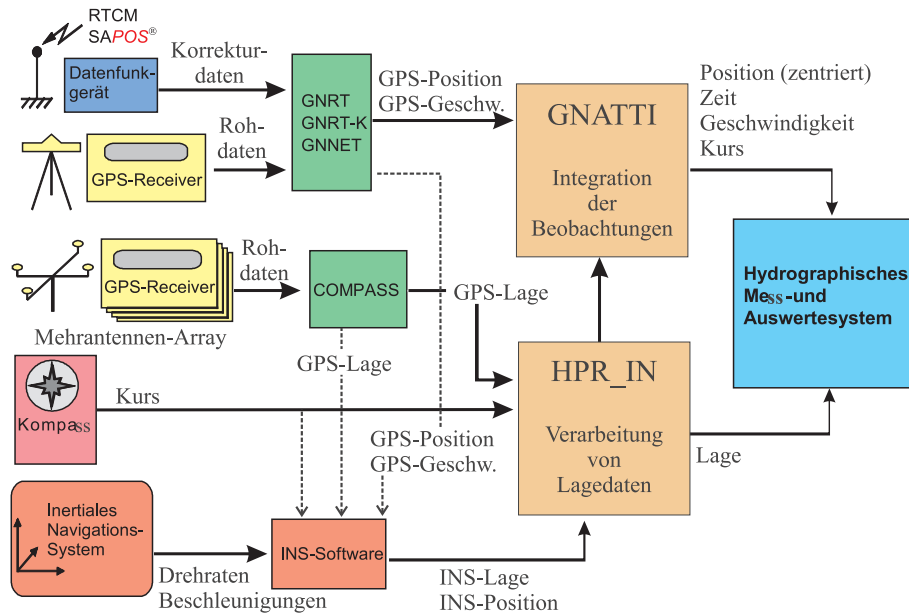 RTCM
SAPOS®
Datenfunk-
gerät
Korrektur-
daten
GNRT
GNRT-K
GNNET
GPS-Position
GPS-Geschw.
GNATTI
Integration
der
Beobachtungen
Position (zentriert)
Zeit
Geschwindigkeit
Kurs
GPS-Receiver
Roh-
daten
GPS-Receiver
Roh-
daten
Mehrantennen-Array
COMPASS
GPS-Lage
GPS-Lage
Hydrographisches
Mess-und
Auswertesystem
Kompass
Kurs
HPR_IN
Verarbeitung
von
Lagedaten
Lage
GPS-Position
GPS-Geschw.
Inertiales
Navigations-
System
Drehraten
Beschleunigungen
INS-Software
INS-Lage
INS-Position